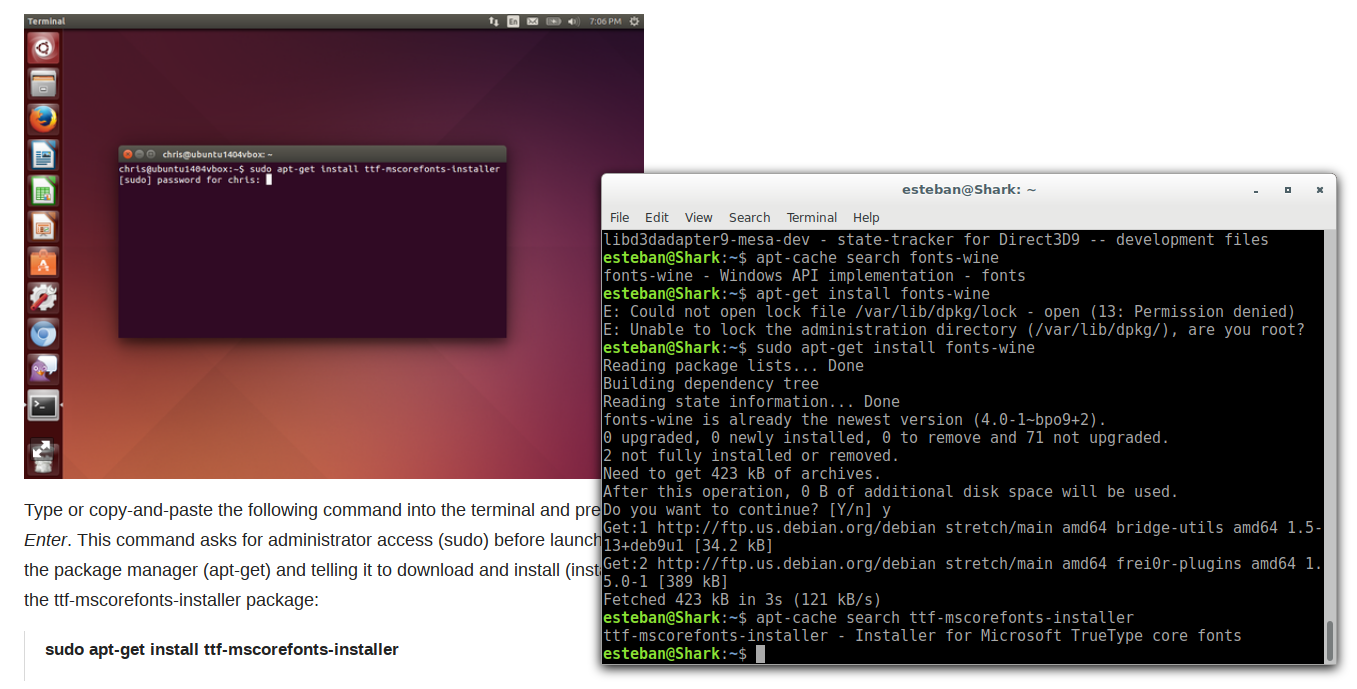 Terminal
En
7:06 PM
chris@ubuntu1404vbox: ~
chris@ubuntu1404vbox:~$ sudo apt-get install ttf-mscorefonts-installer
[sudo] password for chris:
Type or copy-and-paste the following command into the terminal and pre
Enter. This command asks for administrator access (sudo) before launch
the package manager (apt-get) and telling it to download and install (inst
the ttf-mscorefonts-installer package:
sudo apt-get install ttf-mscorefonts-installer
esteban@Shark: ~
File Edit View Search Terminal Help
libd3dadapter9-mesa-dev - state-tracker for Direct3D9 -- development files
esteban@Shark:~$ apt-cache search fonts-wine
fonts-wine - Windows API implementation - fonts
esteban@Shark:~$ apt-get install fonts-wine
E: Could not open lock file /var/lib/dpkg/lock - open (13: Permission denied)
E: Unable to lock the administration directory (/var/lib/dpkg/), are you root?
esteban@Shark:~$ sudo apt-get install fonts-wine
Reading package lists... Done
Building dependency tree
Reading state information... Done
fonts-wine is already the newest version (4.0-1~bpo9+2).
0 upgraded, 0 newly installed, 0 to remove and 71 not upgraded.
2 not fully installed or removed.
Need to get 423 kB of archives.
After this operation, 0 B of additional disk space will be used.
Do you want to continue? [Y/n] y
Get:1 http://ftp.us.debian.org/debian stretch/main amd64 bridge-utils amd64 1.5-
13+deb9u1 [34.2 kB]
Get:2 http://ftp.us.debian.org/debian stretch/main amd64 frei0r-plugins amd64 1.
5.0-1 [389 kB]
Fetched 423 kB in 3s (121 kB/s)
esteban@Shark:~$ apt-cache search ttf-mscorefonts-installer
ttf-mscorefonts-installer - Installer for Microsoft TrueType core fonts
esteban@Shark:~$